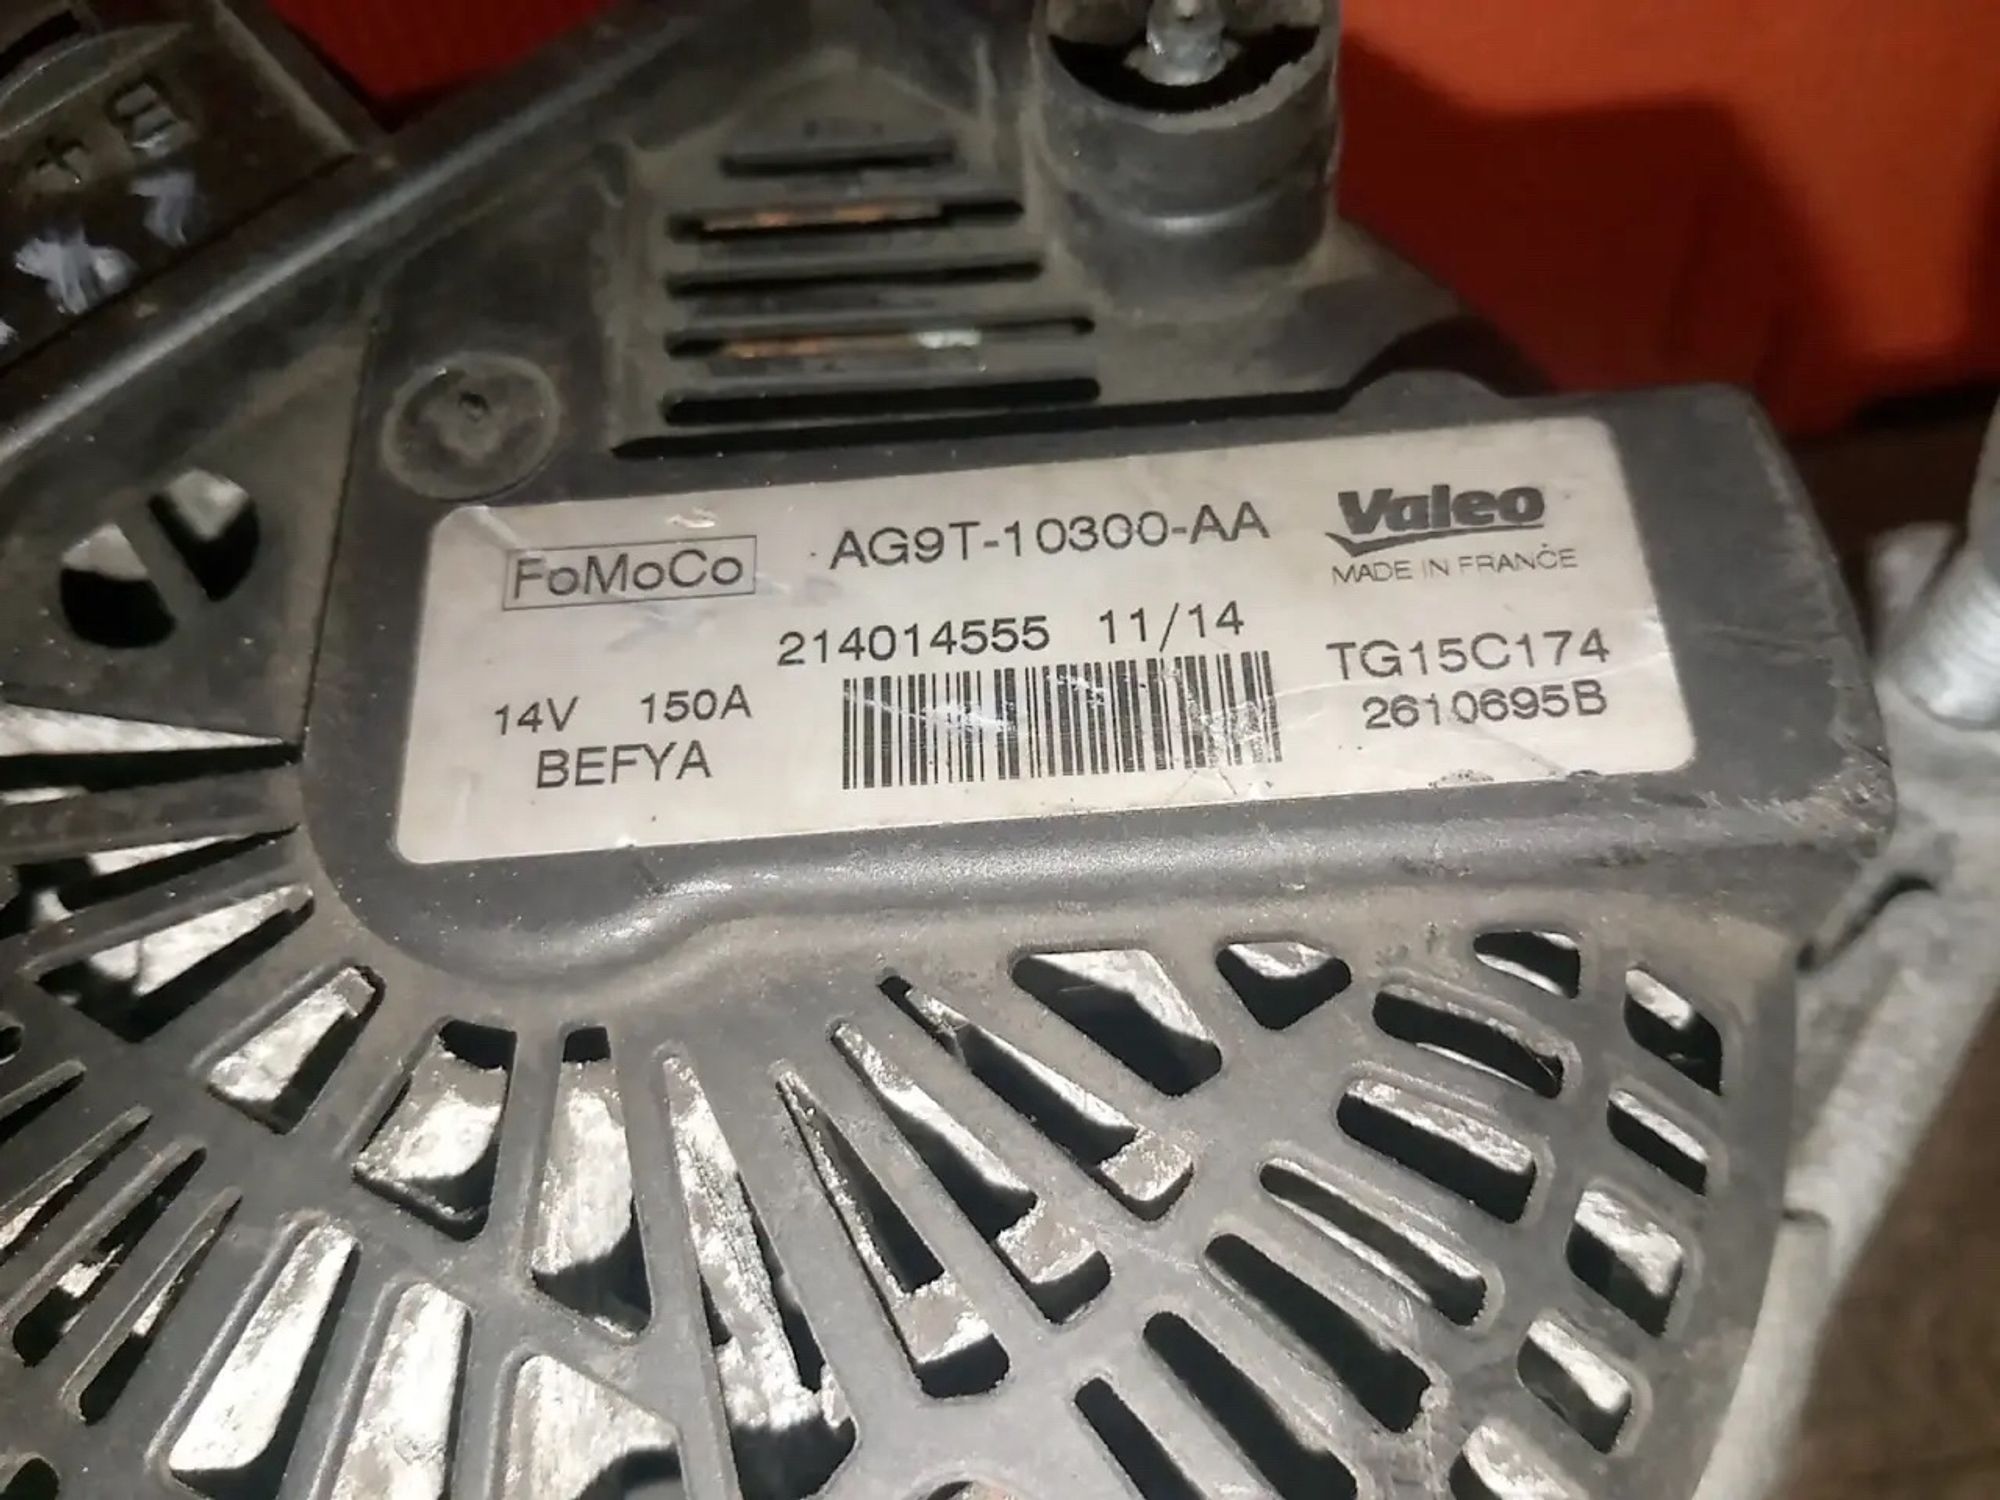 B+
FoMoCo AG9T-10300-AA Valeo
MADE IN FRANCE
214014555 11/14
14V 150A TG15C174
BEFYA 2610695B